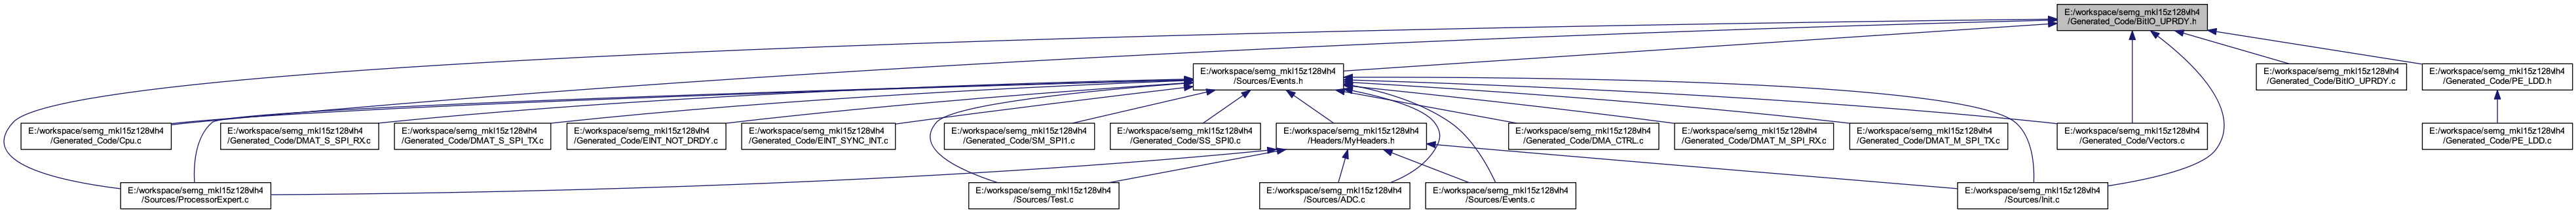 E:/workspace/semg_mkl15z128vlh4
/Generated_Code/BitIO_UPRDY.h
E:/workspace/semg_mkl15z128vlh4
/Sources/Events.h
E:/workspace/semg_mkl15z128vlh4
/Generated_Code/BitIO_UPRDY.c
E:/workspace/semg_mkl15z128vlh4
/Generated_Code/PE_LDD.h
E:/workspace/semg_mkl15z128vlh4
/Generated_Code/Cpu.c
E:/workspace/semg_mkl15z128vlh4
/Generated_Code/DMAT_S_SPI_RX.c
E:/workspace/semg_mkl15z128vlh4
/Generated_Code/DMAT_S_SPI_TX.c
E:/workspace/semg_mkl15z128vlh4
/Generated_Code/EINT_NOT_DRDY.c
E:/workspace/semg_mkl15z128vlh4
/Generated_Code/EINT_SYNC_INT.c
E:/workspace/semg_mkl15z128vlh4
/Generated_Code/SM_SPI1.c
E:/workspace/semg_mkl15z128vlh4
/Generated_Code/SS_SPI0.c
E:/workspace/semg_mkl15z128vlh4
/Headers/MyHeaders.h
E:/workspace/semg_mkl15z128vlh4
/Generated_Code/DMA_CTRL.c
E:/workspace/semg_mkl15z128vlh4
/Generated_Code/DMAT_M_SPI_RX.c
E:/workspace/semg_mkl15z128vlh4
/Generated_Code/DMAT_M_SPI_TX.c
E:/workspace/semg_mkl15z128vlh4
/Generated_Code/Vectors.c
E:/workspace/semg_mkl15z128vlh4
/Generated_Code/PE_LDD.c
E:/workspace/semg_mkl15z128vlh4
/Sources/ProcessorExpert.c
E:/workspace/semg_mkl15z128vlh4
/Sources/Test.c
E:/workspace/semg_mkl15z128vlh4
/Sources/ADC.c
E:/workspace/semg_mkl15z128vlh4
/Sources/Events.c
E:/workspace/semg_mkl15z128vlh4
/Sources/Init.c